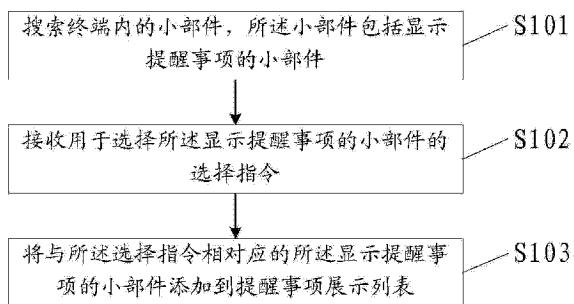 搜索终端内的小部件，所述小部件包括显示
提醒事项的小部件
S101
接收用于选择所述显示提醒事项的小部件的
选择指令
S102
将与所述选择指令相对应的所述显示提醒事
项的小部件添加到提醒事项展示列表
S103